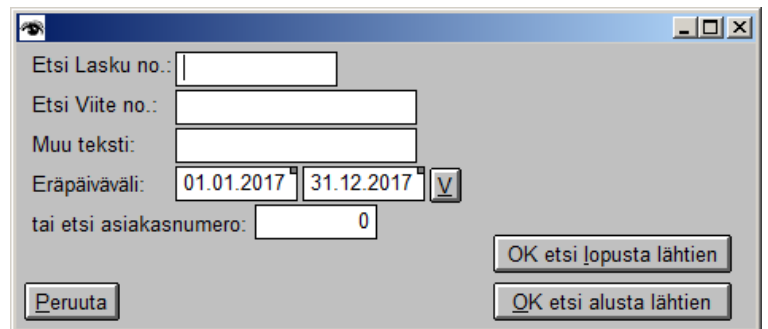 Etsi Lasku no.:
Etsi Viite no.:
Muu teksti:
Eräpäiväväli: 01.01.2017 31.12.2017 V
tai etsi asiakasnumero: 0
OK etsi lopusta lähtien
Peruuta OK etsi alusta lähtien